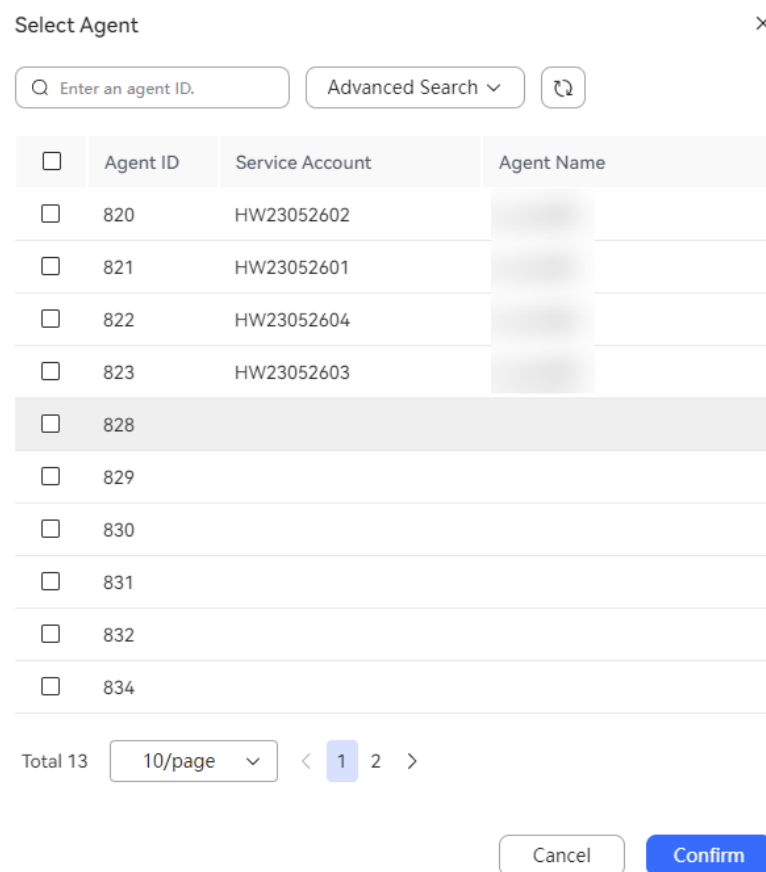 Select Agent
Enter an agent ID. Advanced Search
Agent ID Service Account Agent Name
820 HW23052602
821 HW23052601
822 HW23052604
823 HW23052603
828
829
830
831
832
834
Total 13 10/page 1 2
Cancel Confirm